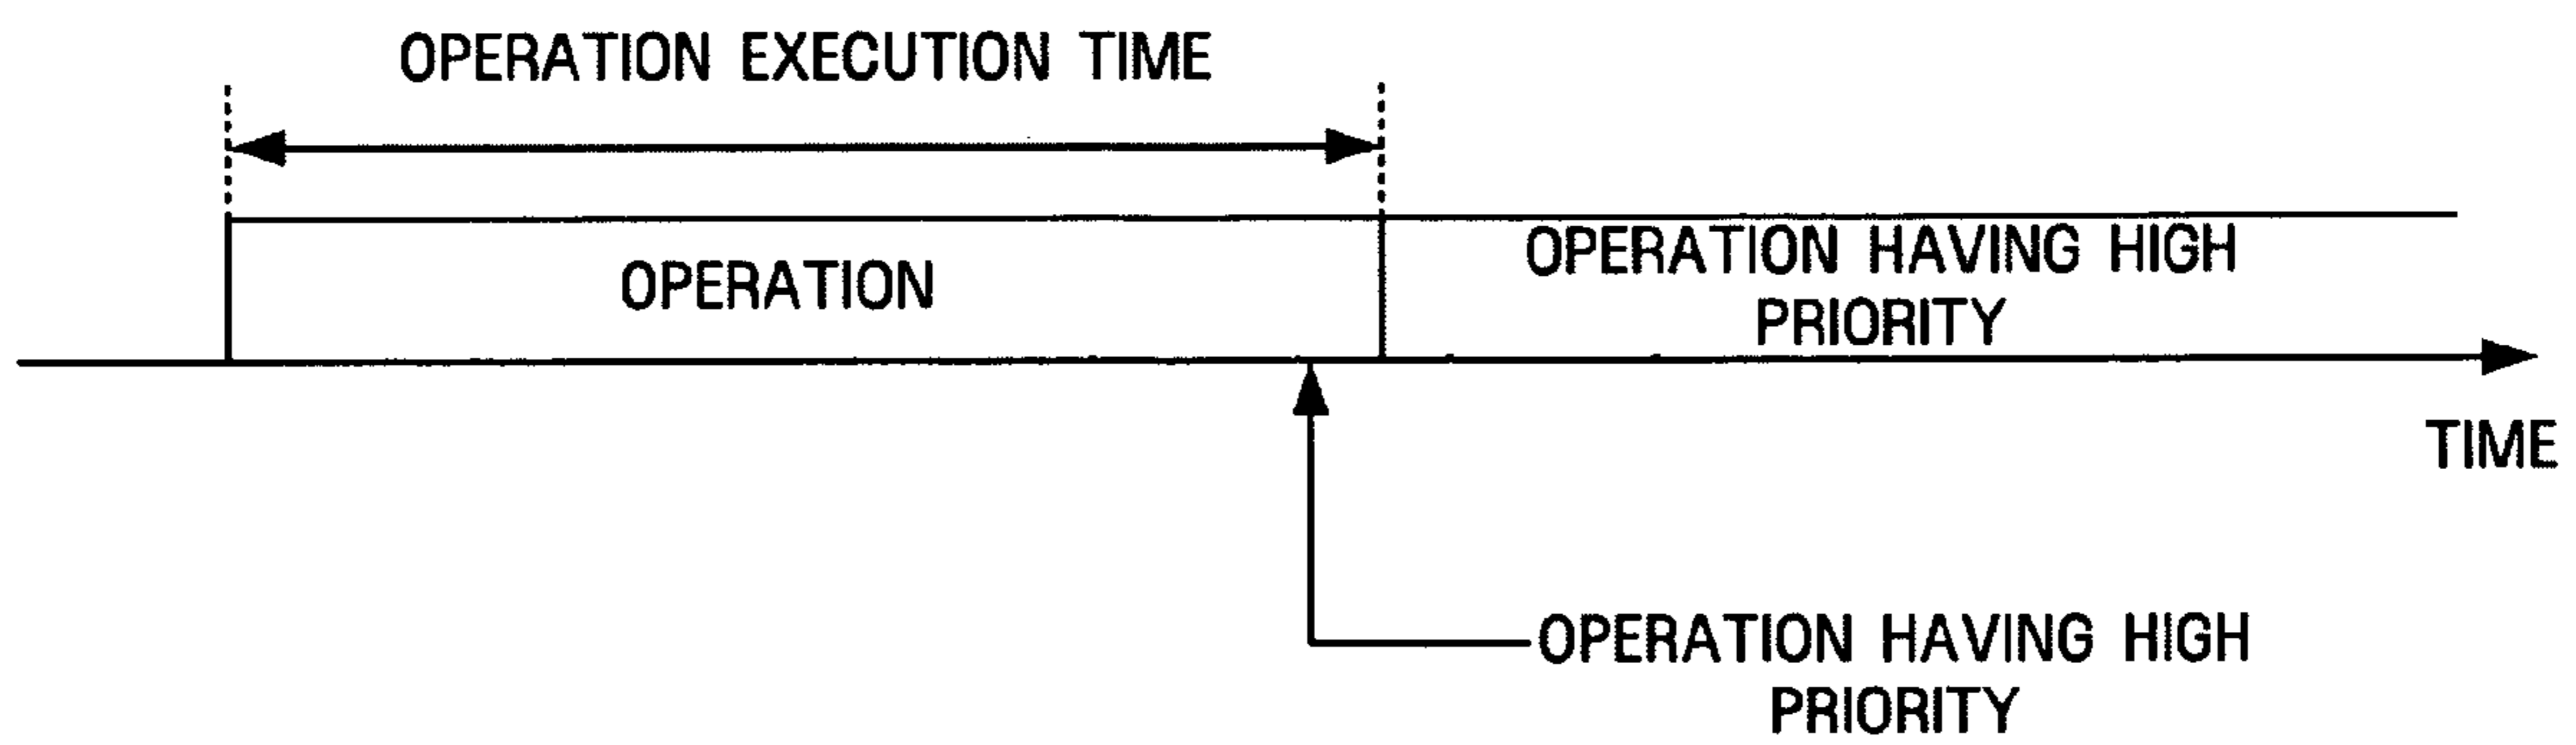 OPERATION EXECUTION TIME
OPERATION
OPERATION HAVING HIGH
PRIORITY
TIME
OPERATION HAVING HIGH
PRIORITY